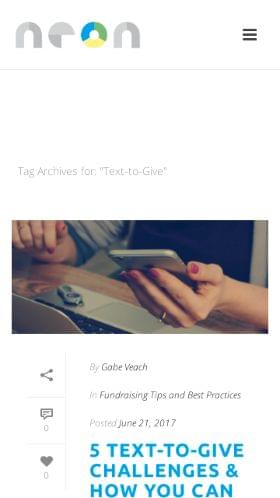 neon
Tag Archives for: "Text-to-Give"
By Gabe Veach
In Fundraising Tips and Best Practices
0
Posted June 21, 2017
0
5 TEXT-TO-GIVE
CHALLENGES &
HOW YOU CAN